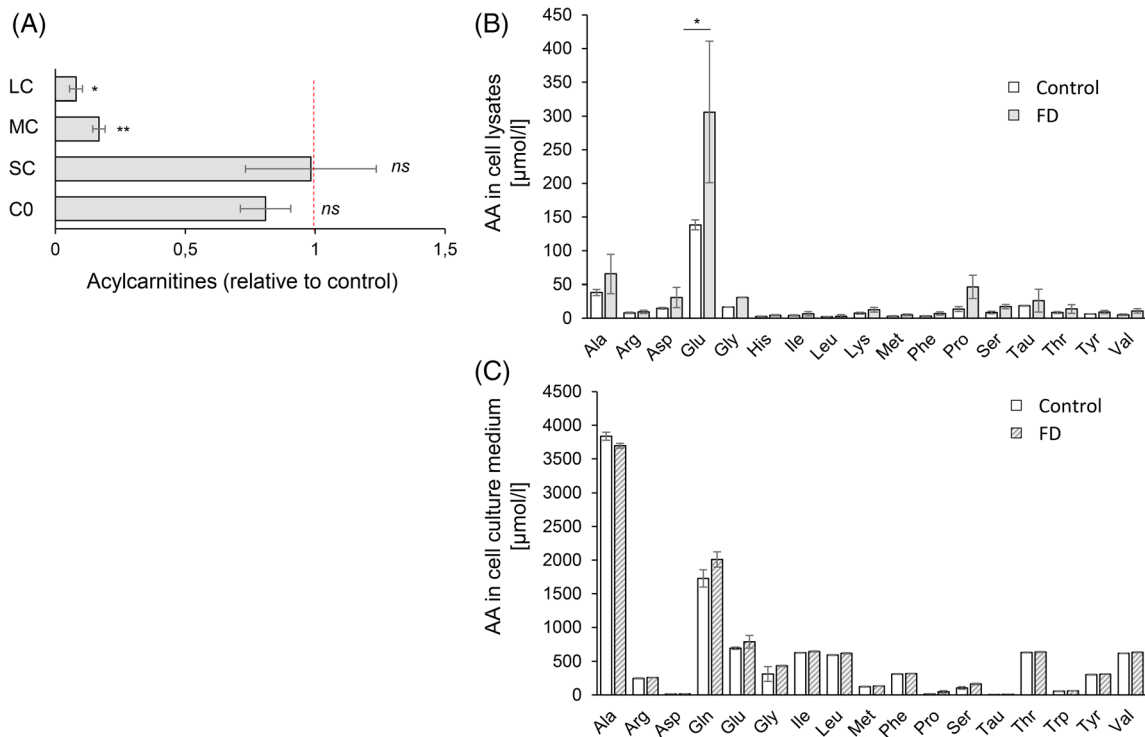 (A)
LC
*
MC
**
SC
ns
C0
ns
0
0,5
1
1,5
Acylcarnitines (relative to control)
(B)
AA in cell lysates
[µmol/l]
450
400
350
300
250
200
150
100
50
0
*
Control
FD
Ala Arg Asp Glu Gly His Ile Leu Lys Met Phe Pro Ser Tau Thr Tyr Val
(C)
AA in cell culture medium
[µmol/l]
4500
4000
3500
3000
2500
2000
1500
1000
500
0
Control
FD
Ala Arg Asp Gln Glu Gly Ile Leu Met Phe Pro Ser Tau Thr Trp Tyr Val